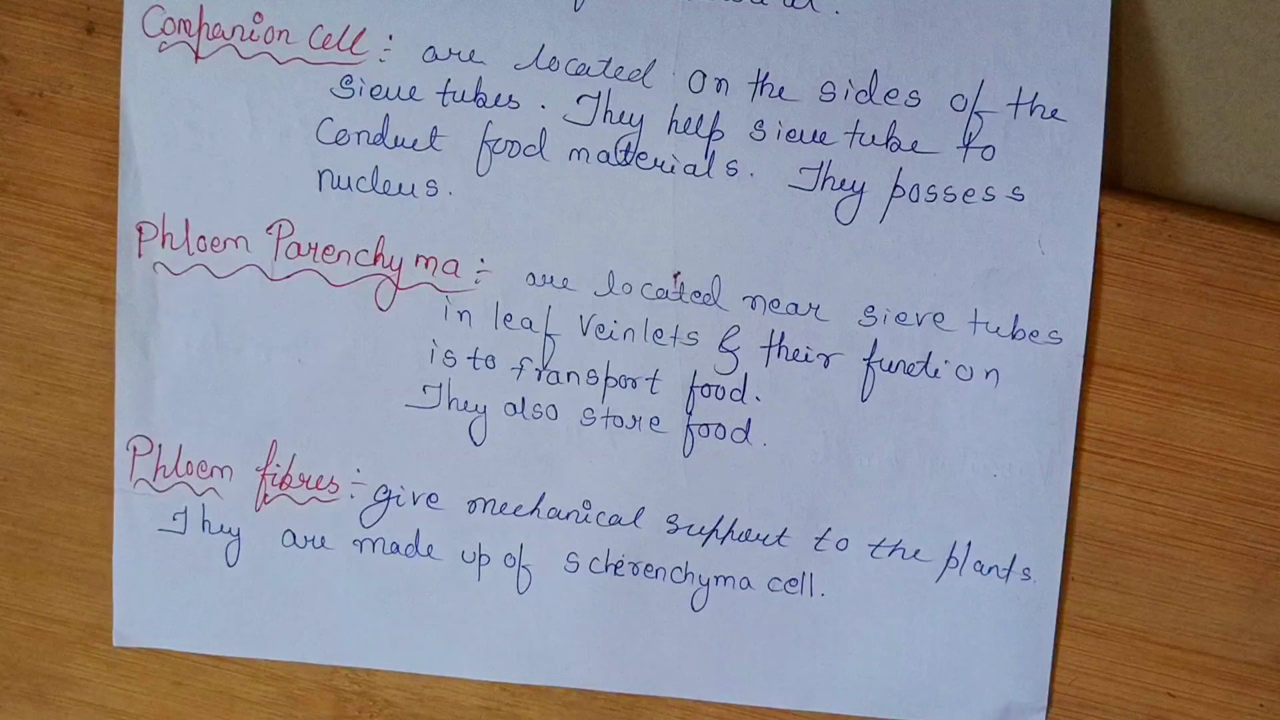 Companion Cell :- are located on the sides of the
Sieve tubes. They help sieve tube to
Conduct food materials. They possess
nucleus.
Phloem Parenchyma :- are located near sieve tubes
in leaf veinlets & their function
is to transport food.
They also store food.
Phloem fibres :- give mechanical support to the plants.
They are made up of Scherenchyma cell.